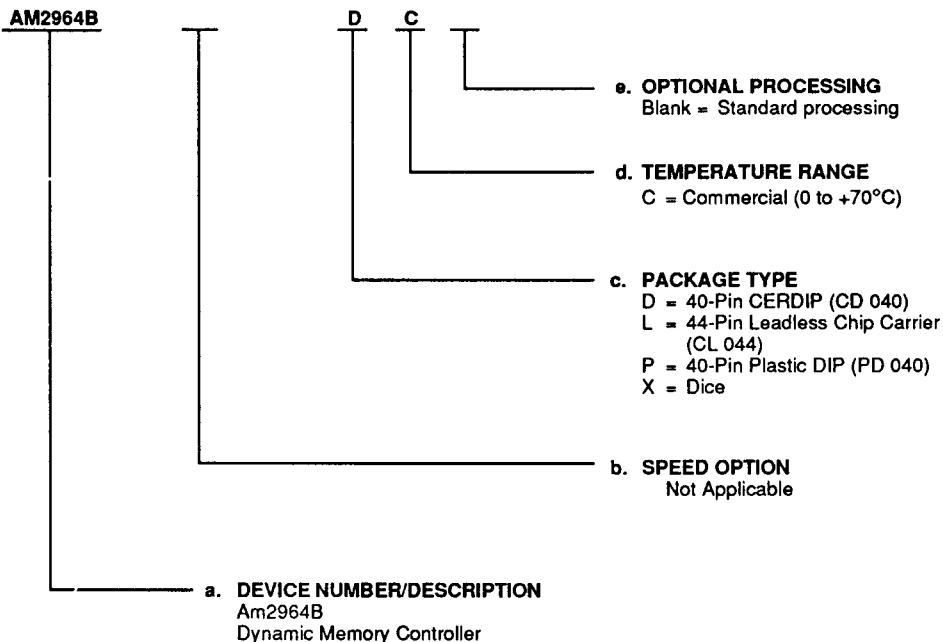 AM2964B D C
e. OPTIONAL PROCESSING
Blank = Standard processing
d. TEMPERATURE RANGE
C = Commercial (0 to +70°C)
c. PACKAGE TYPE
D = 40-Pin CERDIP (CD 040)
L = 44-Pin Leadless Chip Carrier
(CL 044)
P = 40-Pin Plastic DIP (PD 040)
X = Dice
b. SPEED OPTION
Not Applicable
a. DEVICE NUMBER/DESCRIPTION
Am2964B
Dynamic Memory Controller